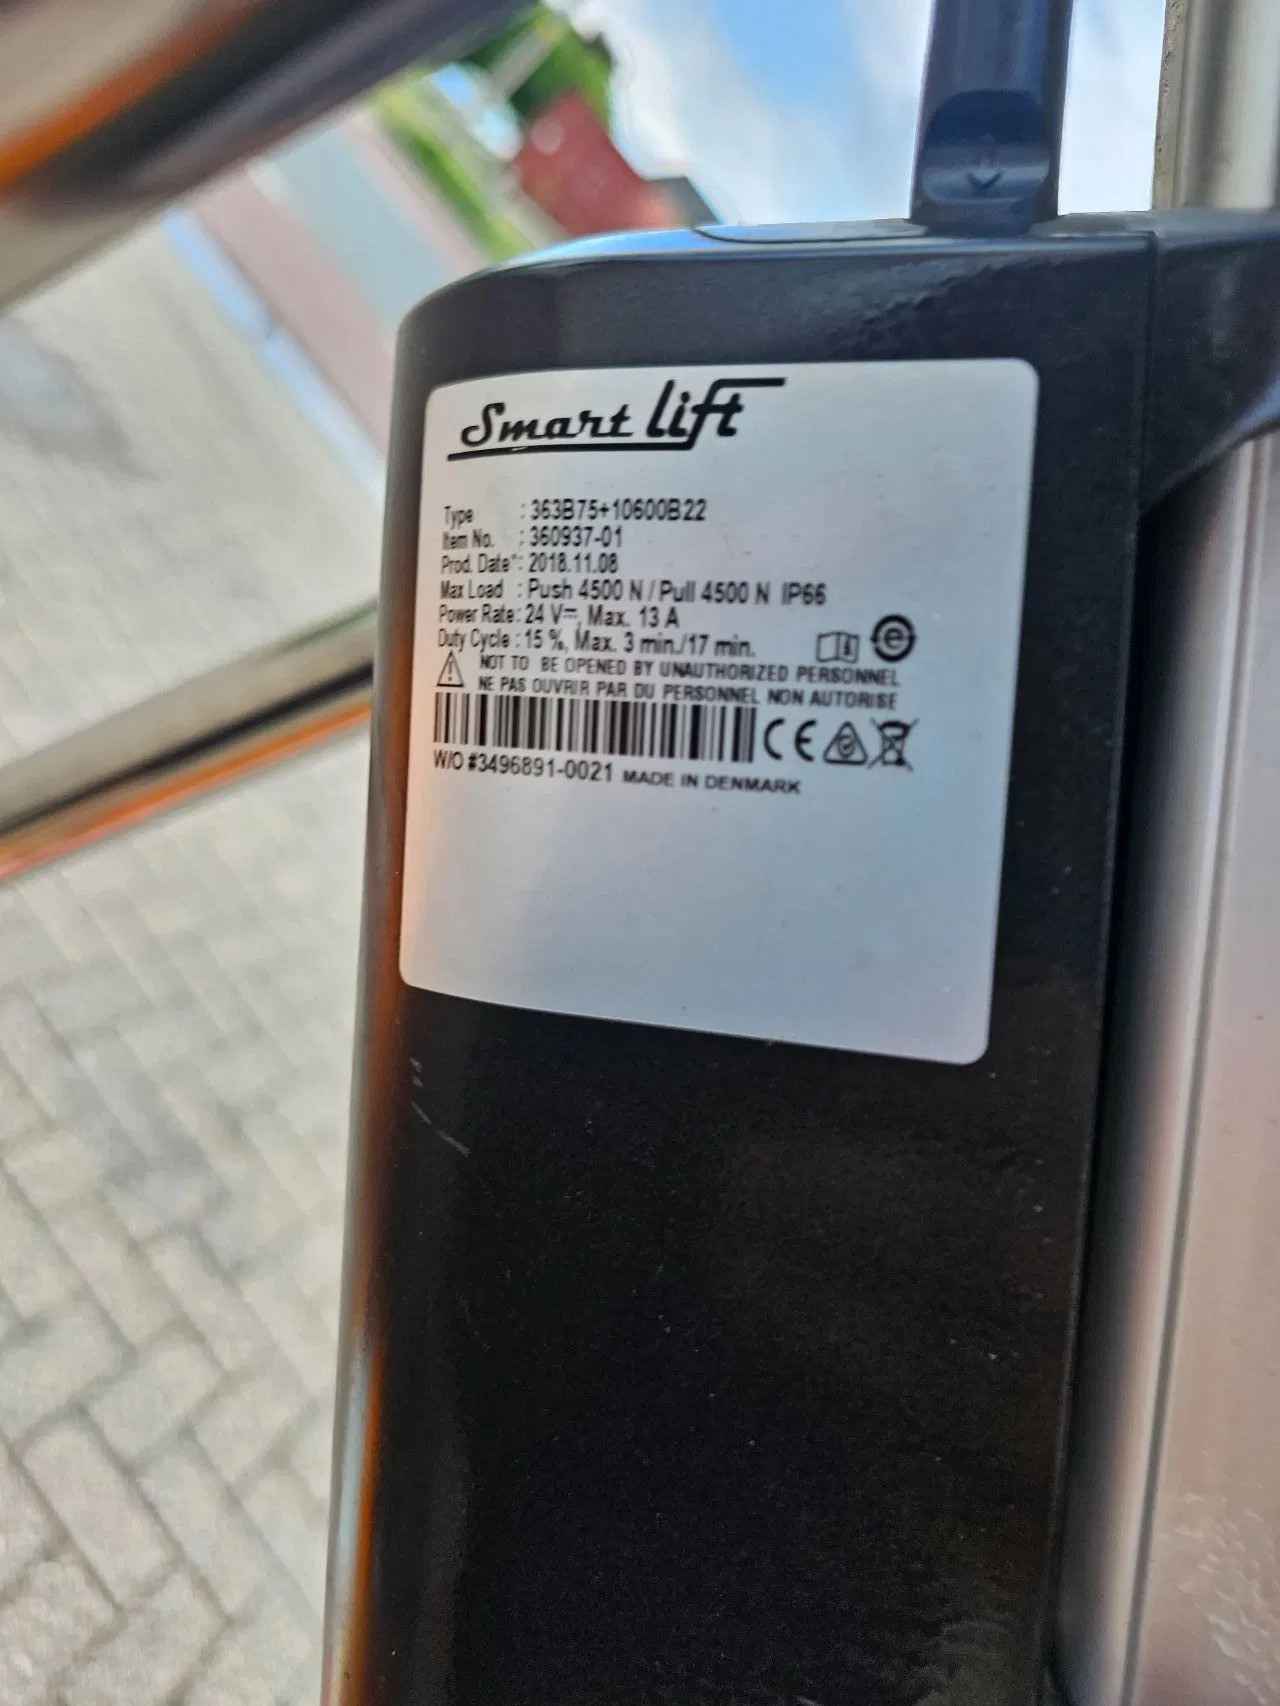 Smart lift
Type : 363B75+10600B22
Item No. : 360937-01
Prod. Date*: 2018.11.08
Max Load : Push 4500 N / Pull 4500 N IP66
Power Rate: 24 V⎓, Max. 13 A
Duty Cycle : 15 %, Max. 3 min./17 min.
NOT TO BE OPENED BY UNAUTHORIZED PERSONNEL
NE PAS OUVRIR PAR DU PERSONNEL NON AUTORISE
CE
W/O #3496891-0021 MADE IN DENMARK